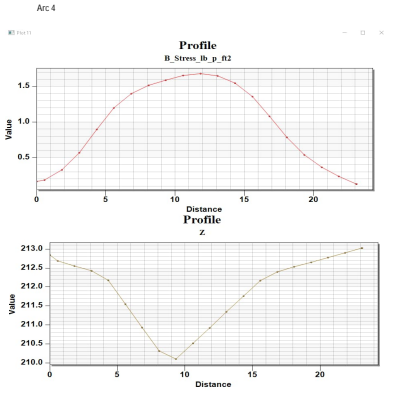 Arc 4
Plot 11
Profile
B_Stress_lb_p_ft2
1.5
1.0
0.5
Value
0 5 10 15 20
Distance
Profile
Z
213.0
212.5
212.0
211.5
211.0
210.5
210.0
Value
0 5 10 15 20
Distance